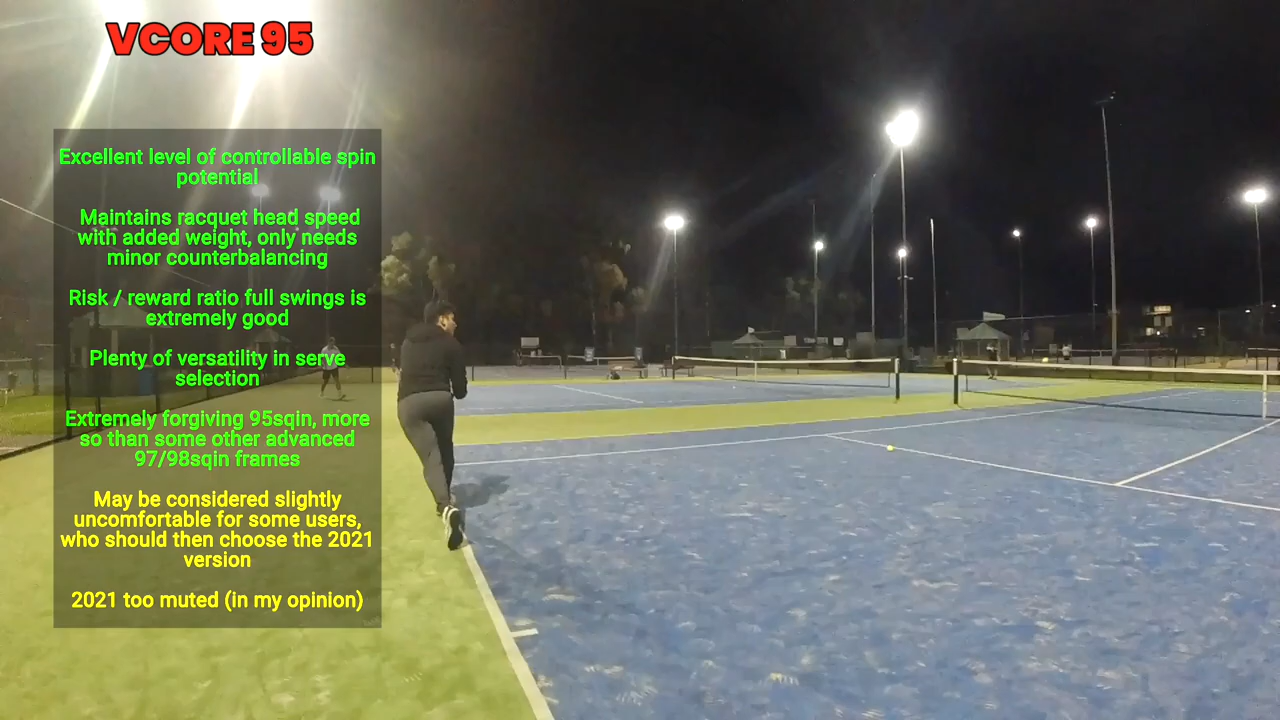 VCORE 95
Excellent level of controllable spin
potential
Maintains racquet head speed
with added weight, only needs
minor counterbalancing
Risk / reward ratio full swings is
extremely good
Plenty of versatility in serve
selection
Extremely forgiving 95sqin, more
so than some other advanced
97/98sqin frames
May be considered slightly
uncomfortable for some users,
who should then choose the 2021
version
2021 too muted (in my opinion)